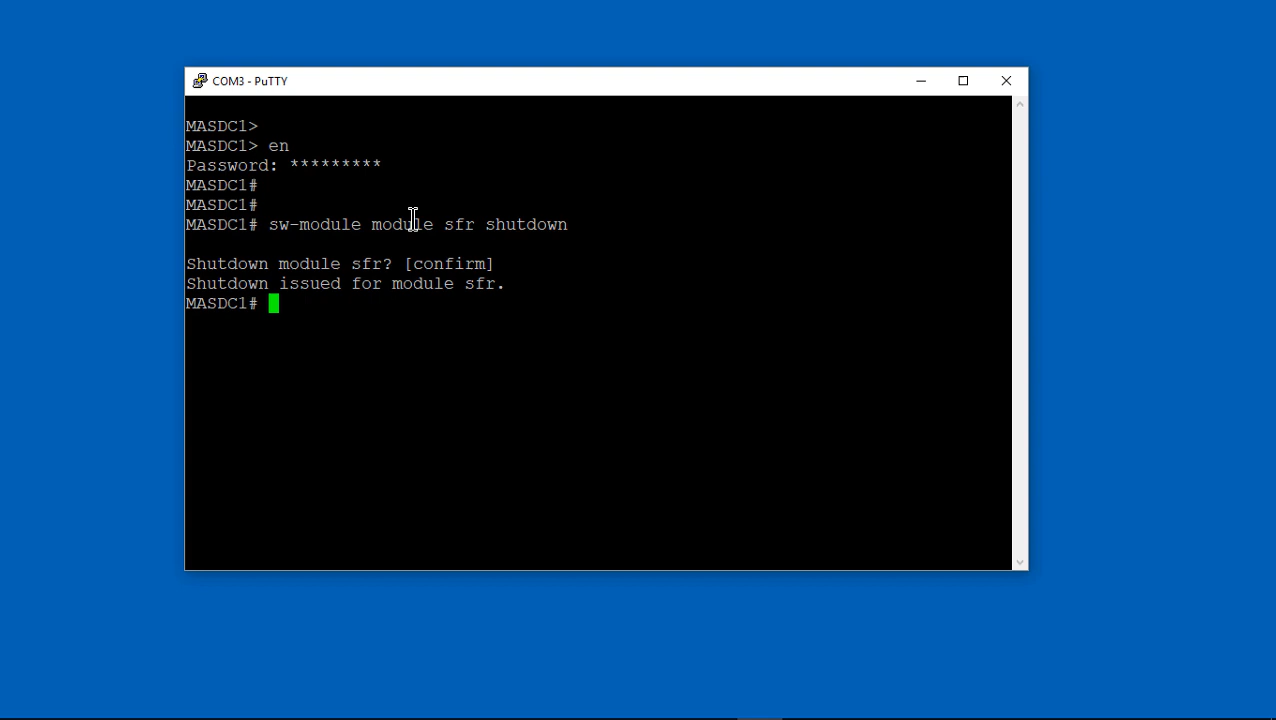 COM3 - PuTTY
MASDC1>
MASDC1> en
Password: *********
MASDC1#
MASDC1#
MASDC1# sw-module module sfr shutdown
Shutdown module sfr? [confirm]
Shutdown issued for module sfr.
MASDC1#